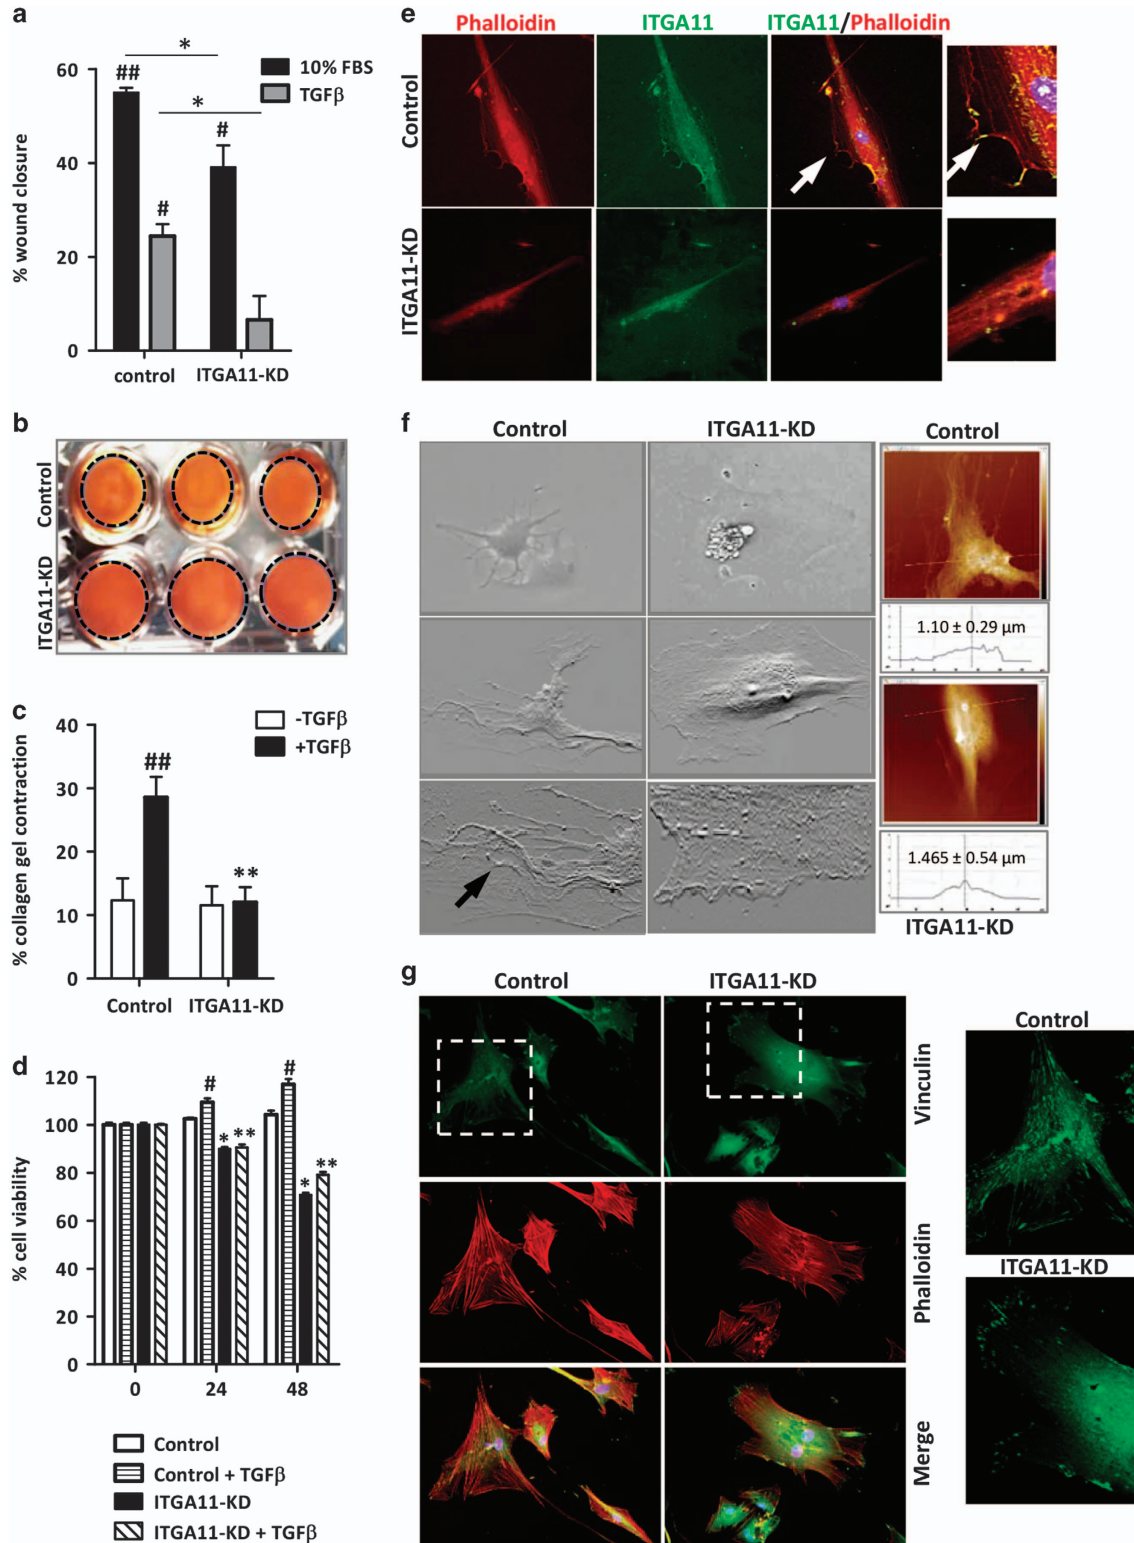 a
*
60
##
10% FBS
TGFβ
*
#
40
#
20
0
% wound closure
control ITGA11-KD
b
Control
ITGA11-KD
c
40
-TGFβ
+TGFβ
##
30
20
**
10
0
% collagen gel contraction
Control ITGA11-KD
d
120
#
#
100
* **
80
**
*
60
40
20
0
% cell viability
0 24 48
Control
Control + TGFβ
ITGA11-KD
ITGA11-KD + TGFβ
e
Phalloidin ITGA11 ITGA11/Phalloidin
Control
ITGA11-KD
f
Control ITGA11-KD Control
1.10 ± 0.29 µm
1.465 ± 0.54 µm
ITGA11-KD
g
Control ITGA11-KD
Vinculin
Phalloidin
Merge
Control
ITGA11-KD